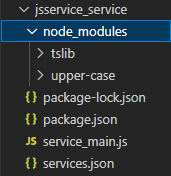 jsservice_service
node_modules
tslib
upper-case
package-lock.json
package.json
service_main.js
services.json